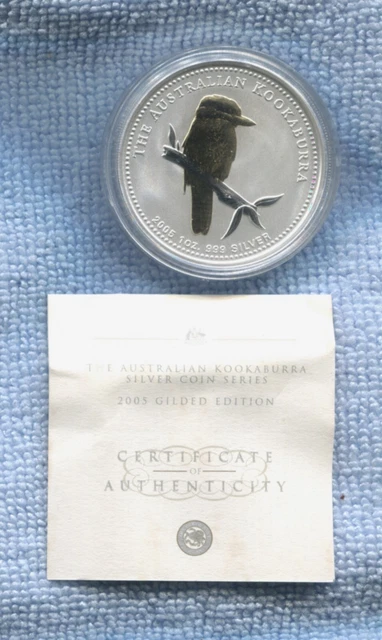 THE AUSTRALIAN KOOKABURRA
2005 1OZ. 999 SILVER
THE AUSTRALIAN KOOKABURRA
SILVER COIN SERIES
2005 GILDED EDITION
CERTIFICATE
OF
AUTHENTICITY